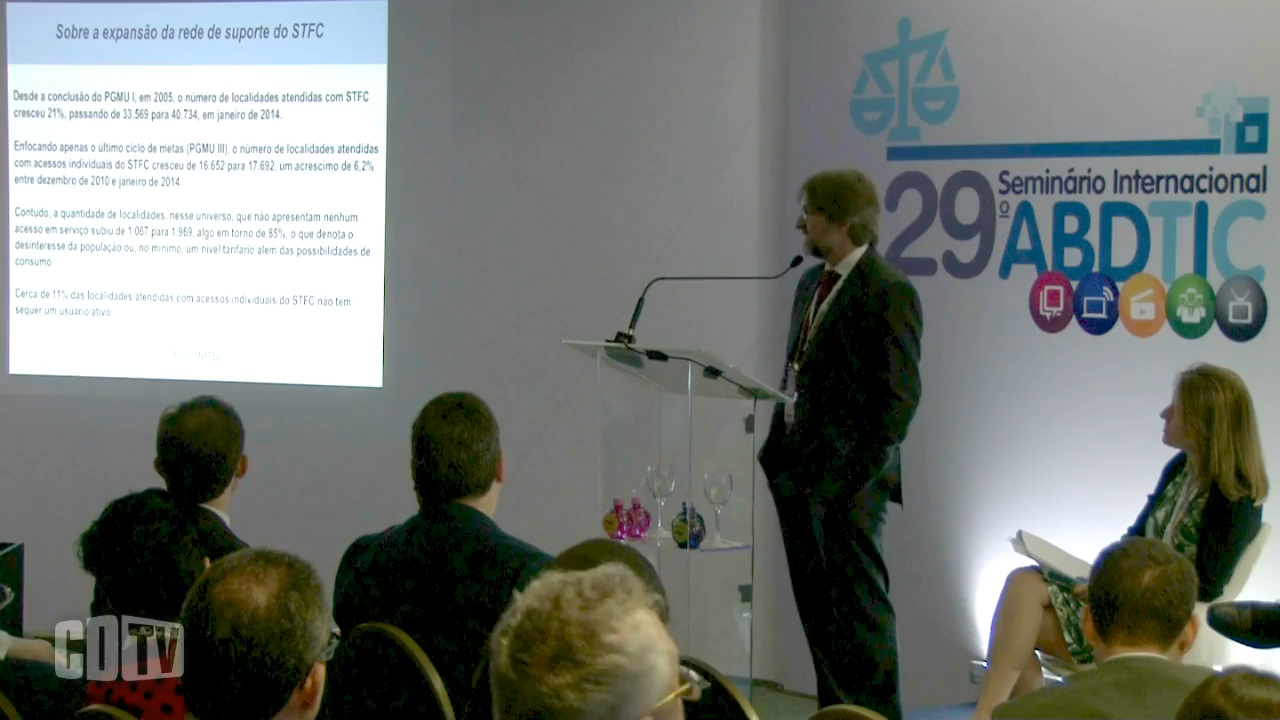 Sobre a expansão da rede de suporte do STFC
Desde a conclusão do PGMU I, em 2005, o número de localidades atendidas com STFC
cresceu 21%, passando de 33.569 para 40.734, em janeiro de 2014.
Enfocando apenas o último ciclo de metas (PGMU III), o número de localidades atendidas
com acessos individuais do STFC cresceu de 16.652 para 17.692, um acréscimo de 6,2%
entre dezembro de 2010 e janeiro de 2014.
Contudo, a quantidade de localidades, nesse universo, que não apresentam nenhum
acesso em serviço subiu de 1.067 para 1.969, algo em torno de 85%, o que denota o
desinteresse da população ou, no mínimo, um nível tarifário além das possibilidades de
consumo.
Cerca de 11% das localidades atendidas com acessos individuais do STFC não tem
sequer um usuário ativo.
29º Seminário Internacional
ABDTIC
CDTV